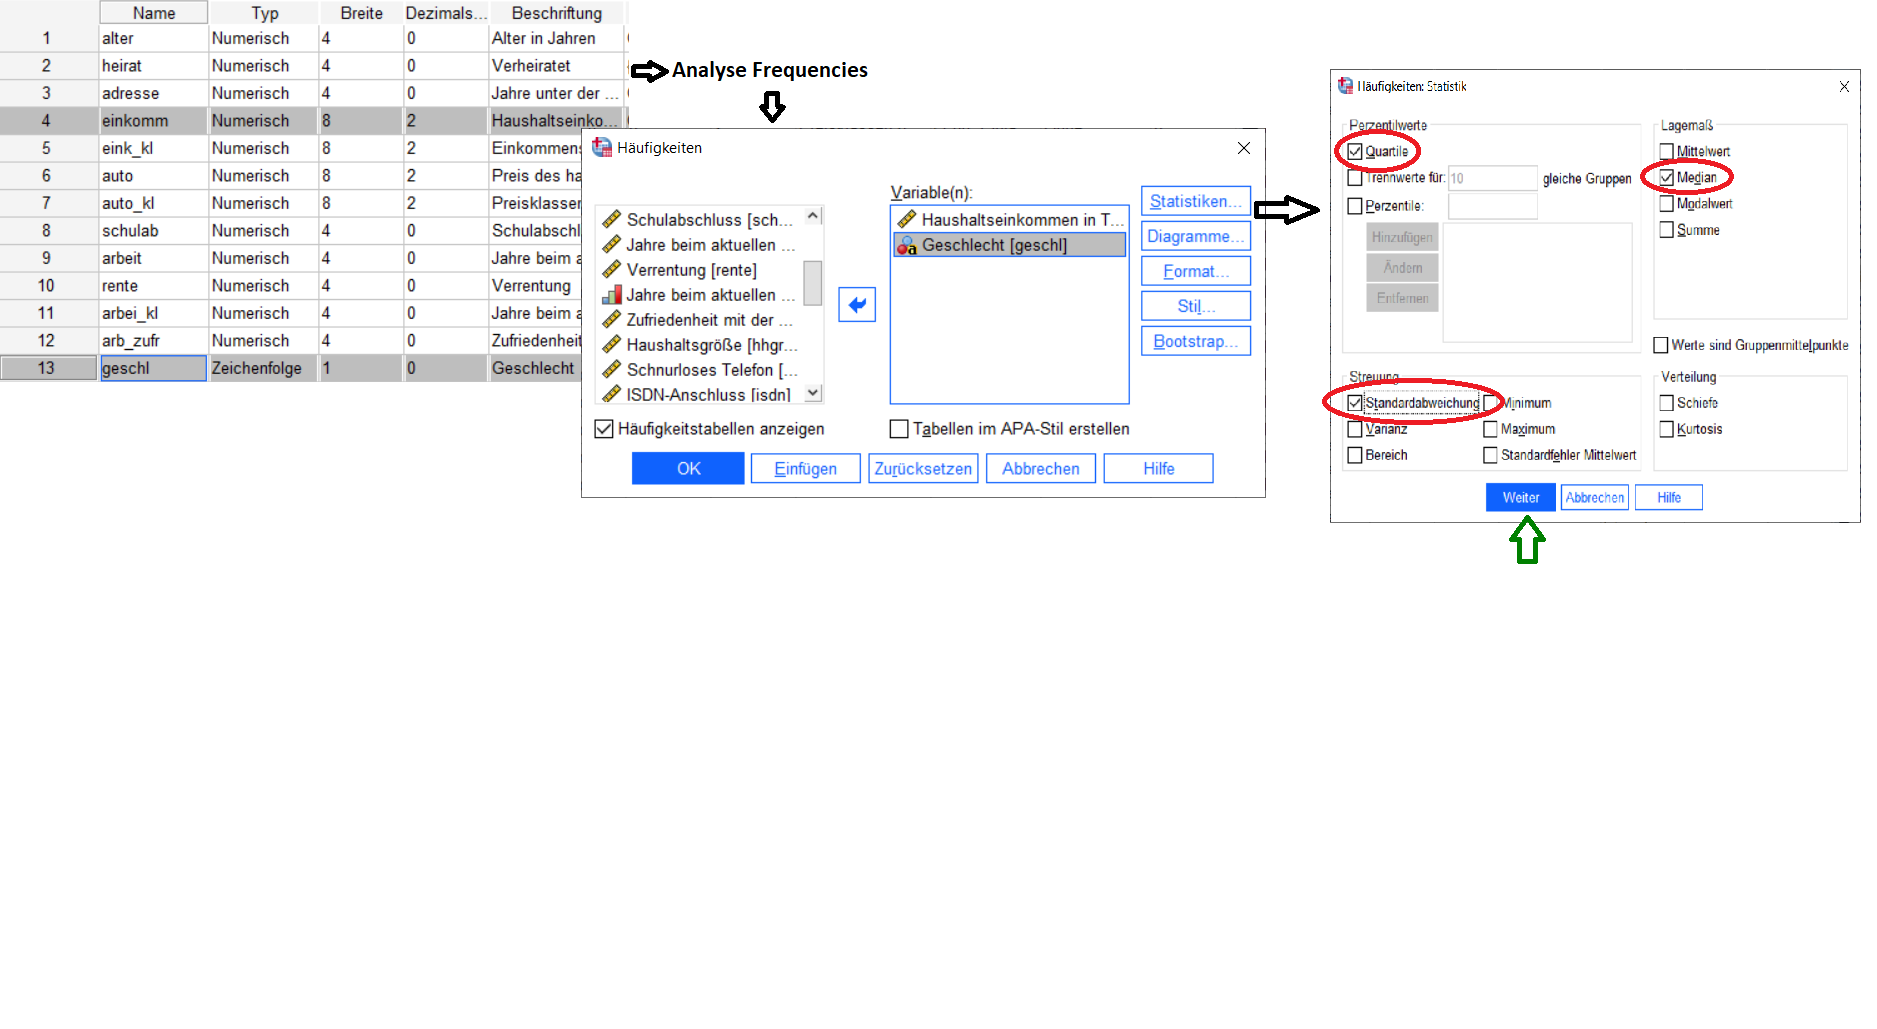 Name Typ Breite Dezimals... Beschriftung
1 alter Numerisch 4 0 Alter in Jahren
2 heirat Numerisch 4 0 Verheiratet
3 adresse Numerisch 4 0 Jahre unter der ...
4 einkomm Numerisch 8 2 Haushaltseinko...
5 eink_kl Numerisch 8 2 Einkommens
6 auto Numerisch 8 2 Preis des ha
7 auto_kl Numerisch 8 2 Preisklassen
8 schulab Numerisch 4 0 Schulabschl
9 arbeit Numerisch 4 0 Jahre beim a
10 rente Numerisch 4 0 Verrentung
11 arbei_kl Numerisch 4 0 Jahre beim a
12 arb_zufr Numerisch 4 0 Zufriedenheit
13 geschl Zeichenfolge 1 0 Geschlecht
Analyse Frequencies
Häufigkeiten
Schulabschluss [sch...
Jahre beim aktuellen ...
Verrentung [rente]
Jahre beim aktuellen ...
Zufriedenheit mit der ...
Haushaltsgröße [hhgr...
Schnurloses Telefon [...
ISDN-Anschluss [isdn]
Variable(n):
Haushaltseinkommen in T...
Geschlecht [geschl]
Statistiken...
Diagramme...
Format...
Stil...
Bootstrap...
Häufigkeitstabellen anzeigen
Tabellen im APA-Stil erstellen
OK Einfügen Zurücksetzen Abbrechen Hilfe
Häufigkeiten: Statistik
Perzentilwerte
Quartile
Trennwerte für: 10 gleiche Gruppen
Perzentile:
Hinzufügen
Ändern
Entfernen
Lagemaß
Mittelwert
Median
Modalwert
Summe
Werte sind Gruppenmittelpunkte
Streuung
Standardabweichung Minimum
Varianz Maximum
Bereich Standardfehler Mittelwert
Verteilung
Schiefe
Kurtosis
Weiter Abbrechen Hilfe